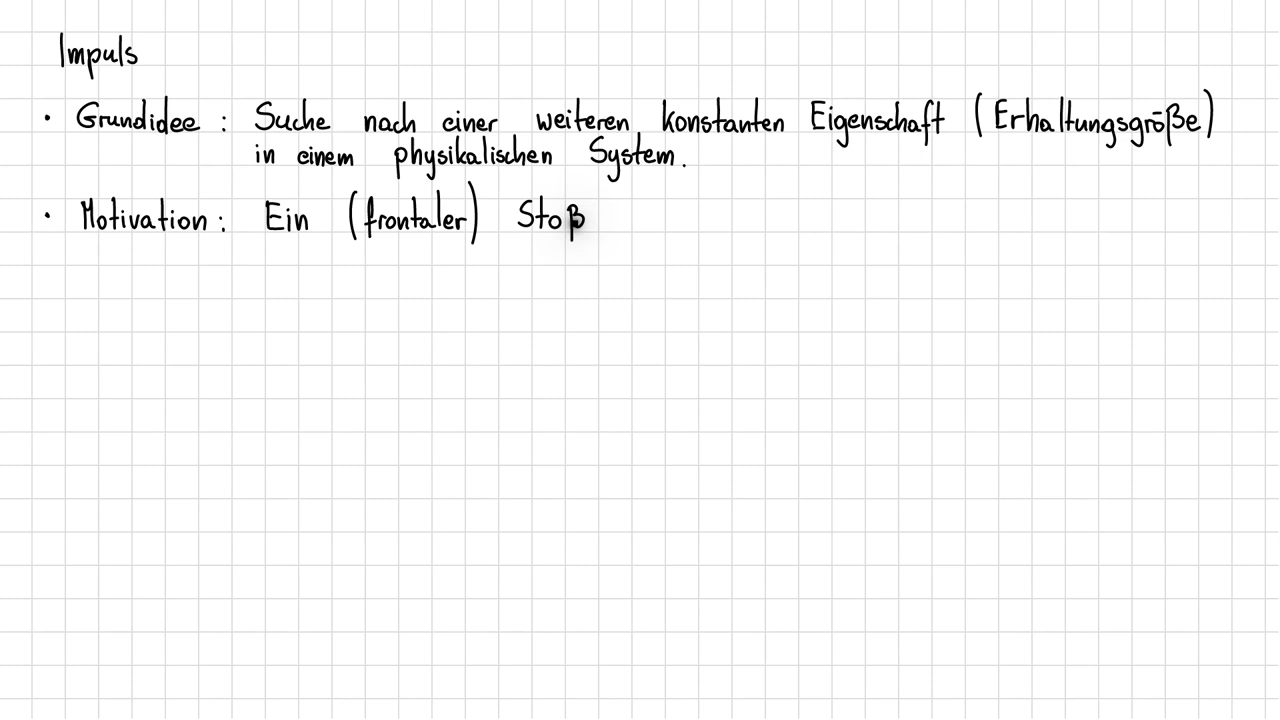 Impuls
· Grundidee : Suche nach einer weiteren, konstanten Eigenschaft (Erhaltungsgröße)
in einem physikalischen System.
· Motivation : Ein (frontaler) Stoß